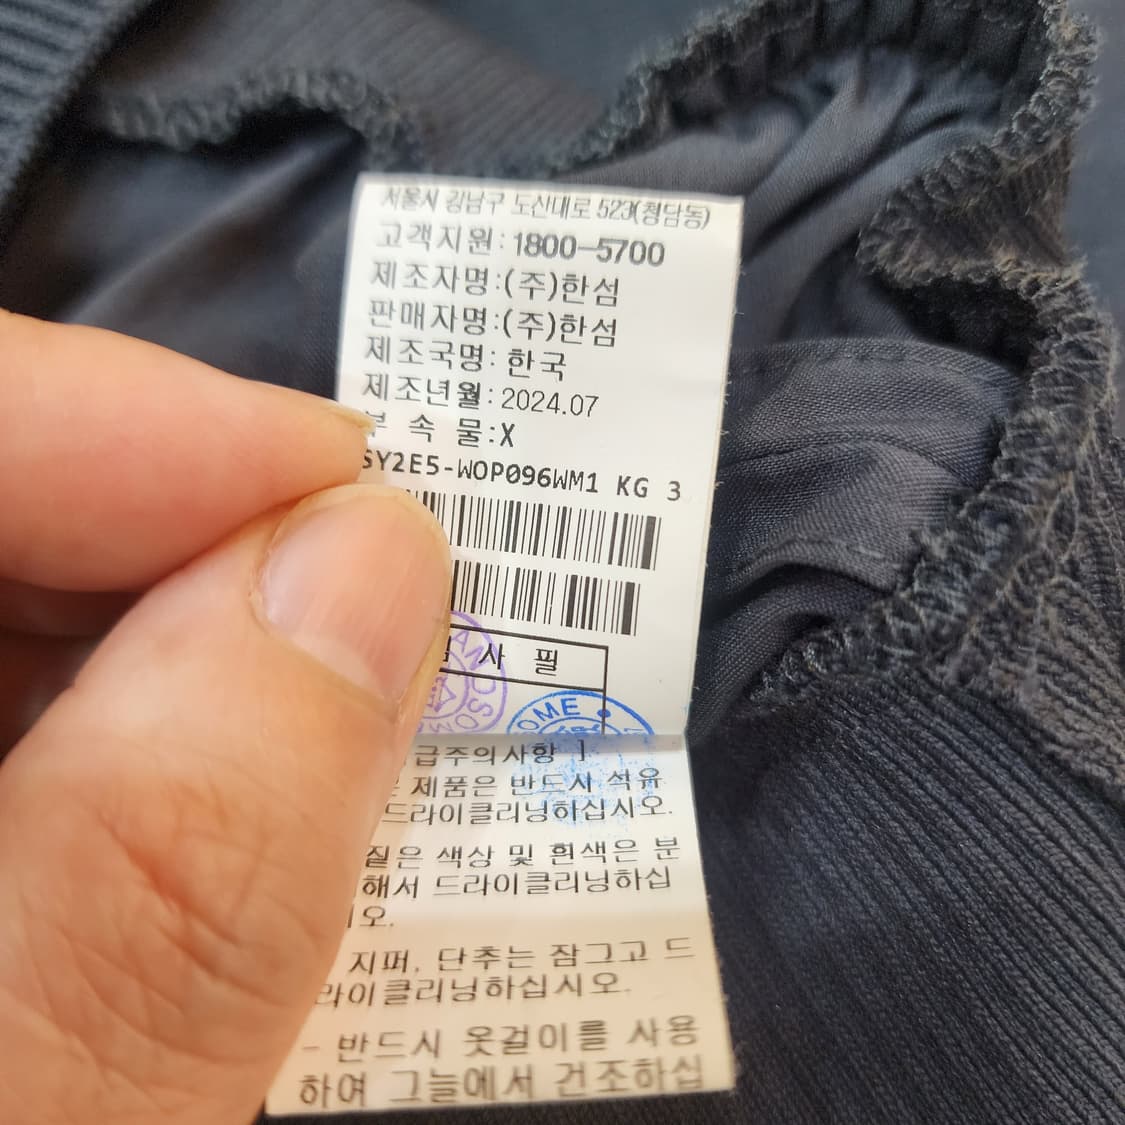 서울시 강남구 도산대로 523(청담동)
고객지원:1800-5700
제조자명:(주)한섬
판매자명:(주)한섬
제조국명: 한국
제조년월:2024.07
부 속 물:X
SY2E5-WOP096WM1 KG 3
사 필
HANDSOME
OME
급주의사항 ]
제품은 반드시 석유
드라이클리닝하십시오.
질은 색상 및 흰색은 분
해서 드라이클리닝하십
오.
지퍼, 단추는 잠그고 드
라이클리닝하십시오.
- 반드시 옷걸이를 사용
하여 그늘에서 건조하십